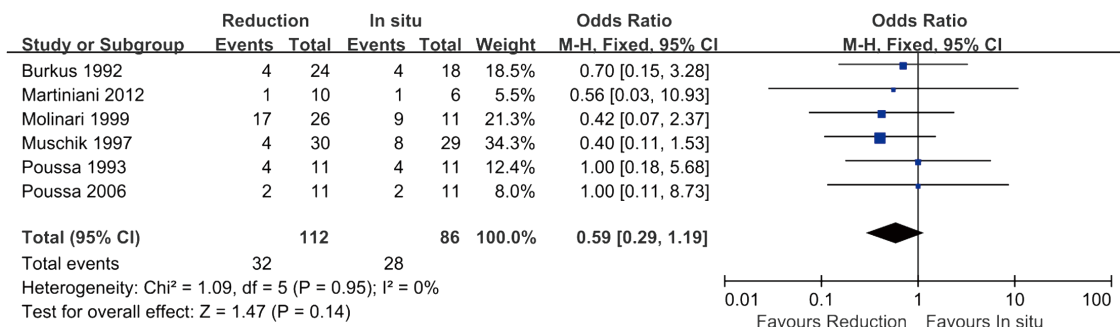 Reduction In situ Odds Ratio Odds Ratio
Study or Subgroup Events Total Events Total Weight M-H, Fixed, 95% CI M-H, Fixed, 95% CI
Burkus 1992 4 24 4 18 18.5% 0.70 [0.15, 3.28]
Martiniani 2012 1 10 1 6 5.5% 0.56 [0.03, 10.93]
Molinari 1999 17 26 9 11 21.3% 0.42 [0.07, 2.37]
Muschik 1997 4 30 8 29 34.3% 0.40 [0.11, 1.53]
Poussa 1993 4 11 4 11 12.4% 1.00 [0.18, 5.68]
Poussa 2006 2 11 2 11 8.0% 1.00 [0.11, 8.73]
Total (95% CI) 112 86 100.0% 0.59 [0.29, 1.19]
Total events 32 28
Heterogeneity: Chi² = 1.09, df = 5 (P = 0.95); I² = 0%
Test for overall effect: Z = 1.47 (P = 0.14)
0.01 0.1 1 10 100
Favours Reduction Favours In situ